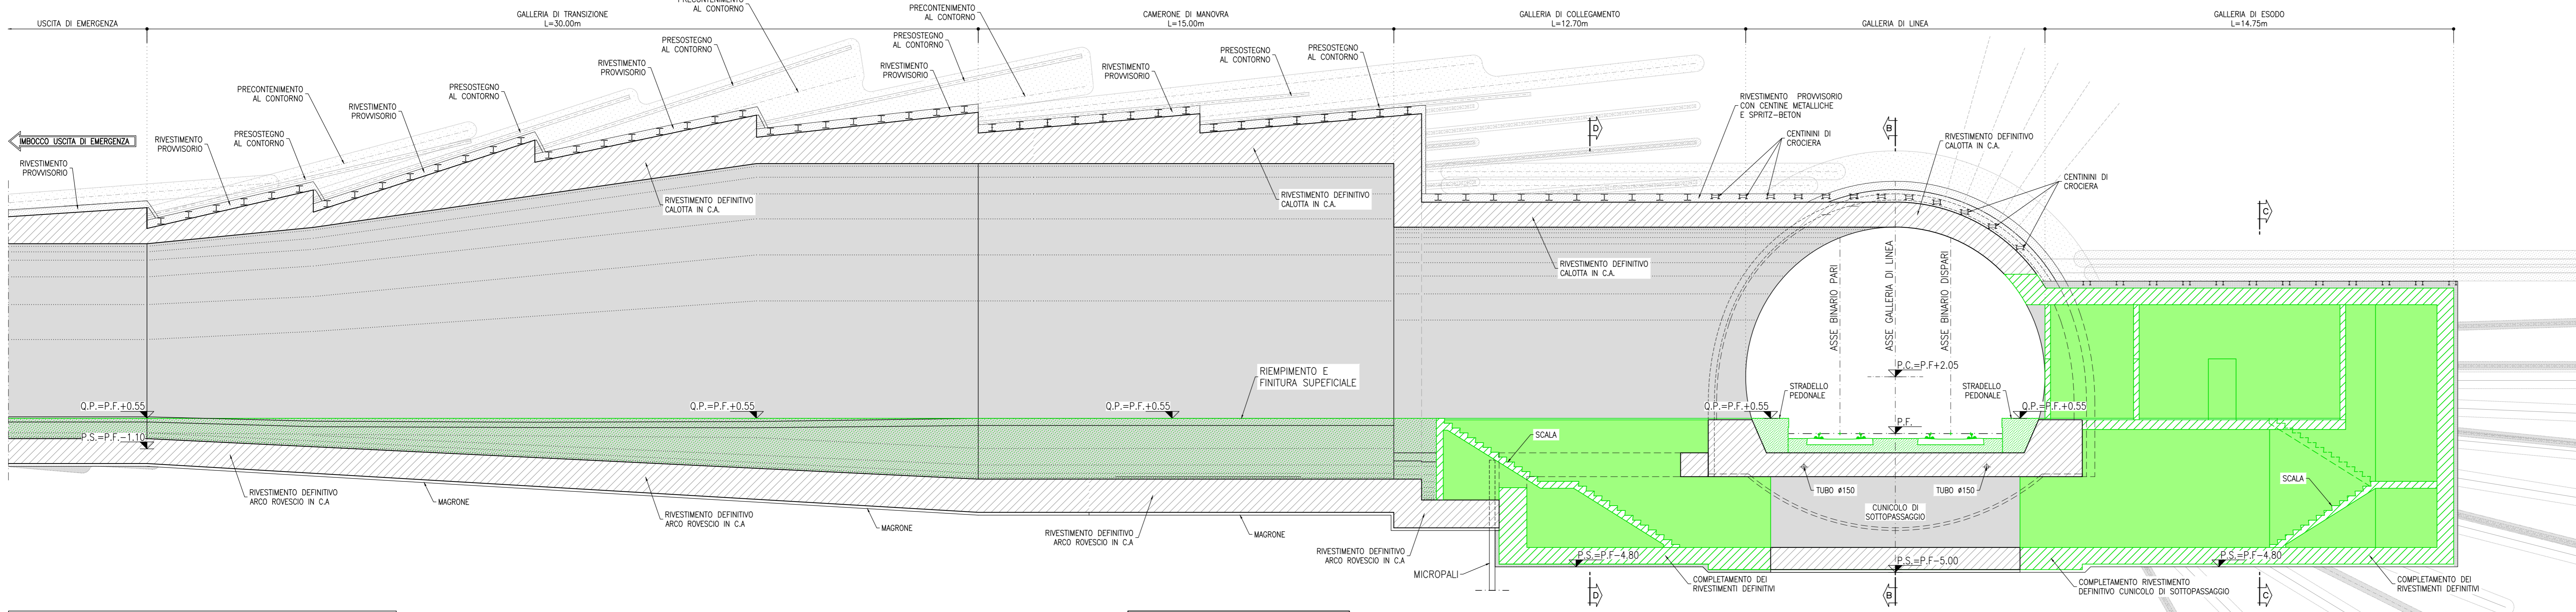 USCITA DI EMERGENZA
GALLERIA DI TRANSIZIONE
L=30.00m
CAMERONE DI MANOVRA
L=15.00m
GALLERIA DI COLLEGAMENTO
L=12.70m
GALLERIA DI LINEA
GALLERIA DI ESODO
L=14.75m
PRECONTENIMENTO
AL CONTORNO
PRECONTENIMENTO
AL CONTORNO
PRESOSTEGNO
AL CONTORNO
PRESOSTEGNO
AL CONTORNO
PRESOSTEGNO
AL CONTORNO
PRESOSTEGNO
AL CONTORNO
RIVESTIMENTO
PROVVISORIO
RIVESTIMENTO
PROVVISORIO
RIVESTIMENTO
PROVVISORIO
PRECONTENIMENTO
AL CONTORNO
PRESOSTEGNO
AL CONTORNO
RIVESTIMENTO
PROVVISORIO
RIVESTIMENTO PROVVISORIO
CON CENTINE METALLICHE
E SPRITZ-BETON
IMBOCCO USCITA DI EMERGENZA
RIVESTIMENTO
PROVVISORIO
PRESOSTEGNO
AL CONTORNO
CENTININI DI
CROCIERA
RIVESTIMENTO DEFINITIVO
CALOTTA IN C.A.
D
B
RIVESTIMENTO
PROVVISORIO
CENTININI DI
CROCIERA
RIVESTIMENTO DEFINITIVO
CALOTTA IN C.A.
RIVESTIMENTO DEFINITIVO
CALOTTA IN C.A.
C
RIVESTIMENTO DEFINITIVO
CALOTTA IN C.A.
ASSE BINARIO PARI
ASSE GALLERIA DI LINEA
ASSE BINARIO DISPARI
P.C.=P.F+2.05
RIEMPIMENTO E
FINITURA SUPEFICIALE
STRADELLO
PEDONALE
STRADELLO
PEDONALE
Q.P.=P.F.+0.55
Q.P.=P.F.+0.55
Q.P.=P.F.+0.55
Q.P.=P.F.+0.55
Q.P.=P.F.+0.55
P.F.
P.S.=P.F-1.10
SCALA
SCALA
RIVESTIMENTO DEFINITIVO
ARCO ROVESCIO IN C.A
MAGRONE
TUBO ø150
TUBO ø150
CUNICOLO DI
SOTTOPASSAGGIO
RIVESTIMENTO DEFINITIVO
ARCO ROVESCIO IN C.A
MAGRONE
RIVESTIMENTO DEFINITIVO
ARCO ROVESCIO IN C.A
MAGRONE
RIVESTIMENTO DEFINITIVO
ARCO ROVESCIO IN C.A
P.S.=P.F-4.80
P.S.=P.F-5.00
P.S.=P.F-4.80
MICROPALI
COMPLETAMENTO DEI
RIVESTIMENTI DEFINITIVI
COMPLETAMENTO RIVESTIMENTO
DEFINITIVO CUNICOLO DI SOTTOPASSAGGIO
COMPLETAMENTO DEI
RIVESTIMENTI DEFINITIVI
D
B
C